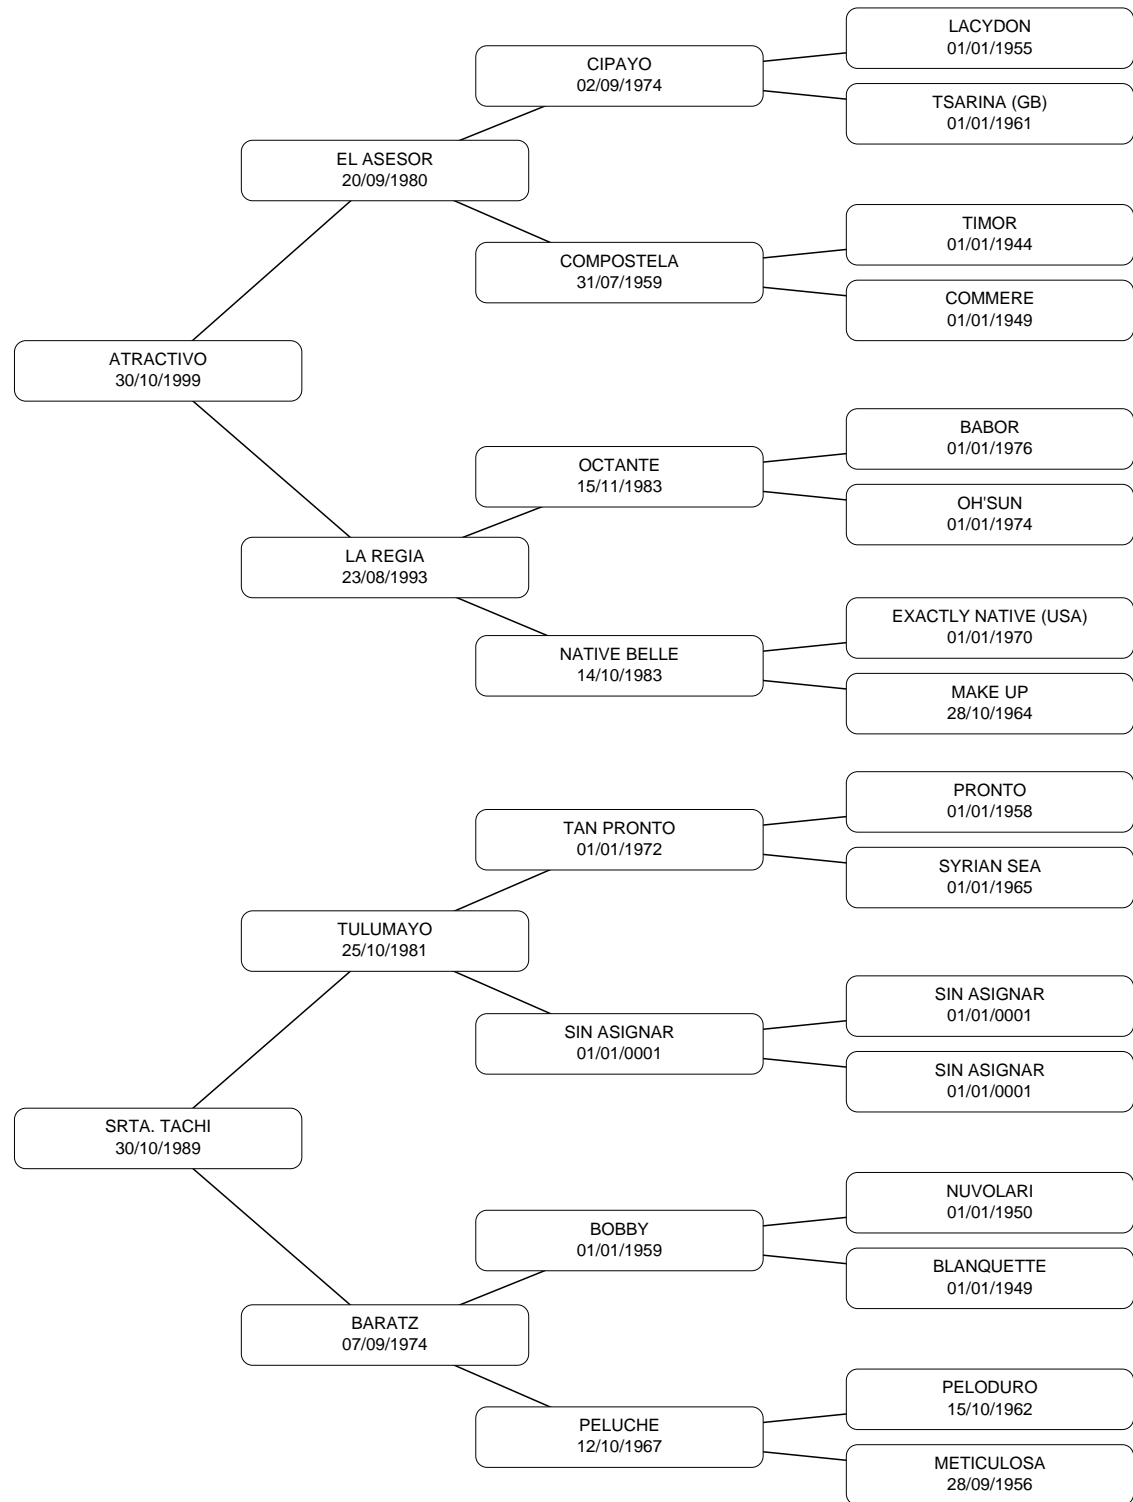 LACYDON
01/01/1955
CIPAYO
02/09/1974
TSARINA (GB)
01/01/1961
EL ASESOR
20/09/1980
TIMOR
01/01/1944
COMPOSTELA
31/07/1959
COMMERE
01/01/1949
ATRACTIVO
30/10/1999
BABOR
01/01/1976
OCTANTE
15/11/1983
OH'SUN
01/01/1974
LA REGIA
23/08/1993
EXACTLY NATIVE (USA)
01/01/1970
NATIVE BELLE
14/10/1983
MAKE UP
28/10/1964
PRONTO
01/01/1958
TAN PRONTO
01/01/1972
SYRIAN SEA
01/01/1965
TULUMAYO
25/10/1981
SIN ASIGNAR
01/01/0001
SIN ASIGNAR
01/01/0001
SIN ASIGNAR
01/01/0001
SRTA. TACHI
30/10/1989
NUVOLARI
01/01/1950
BOBBY
01/01/1959
BLANQUETTE
01/01/1949
BARATZ
07/09/1974
PELODURO
15/10/1962
PELUCHE
12/10/1967
METICULOSA
28/09/1956